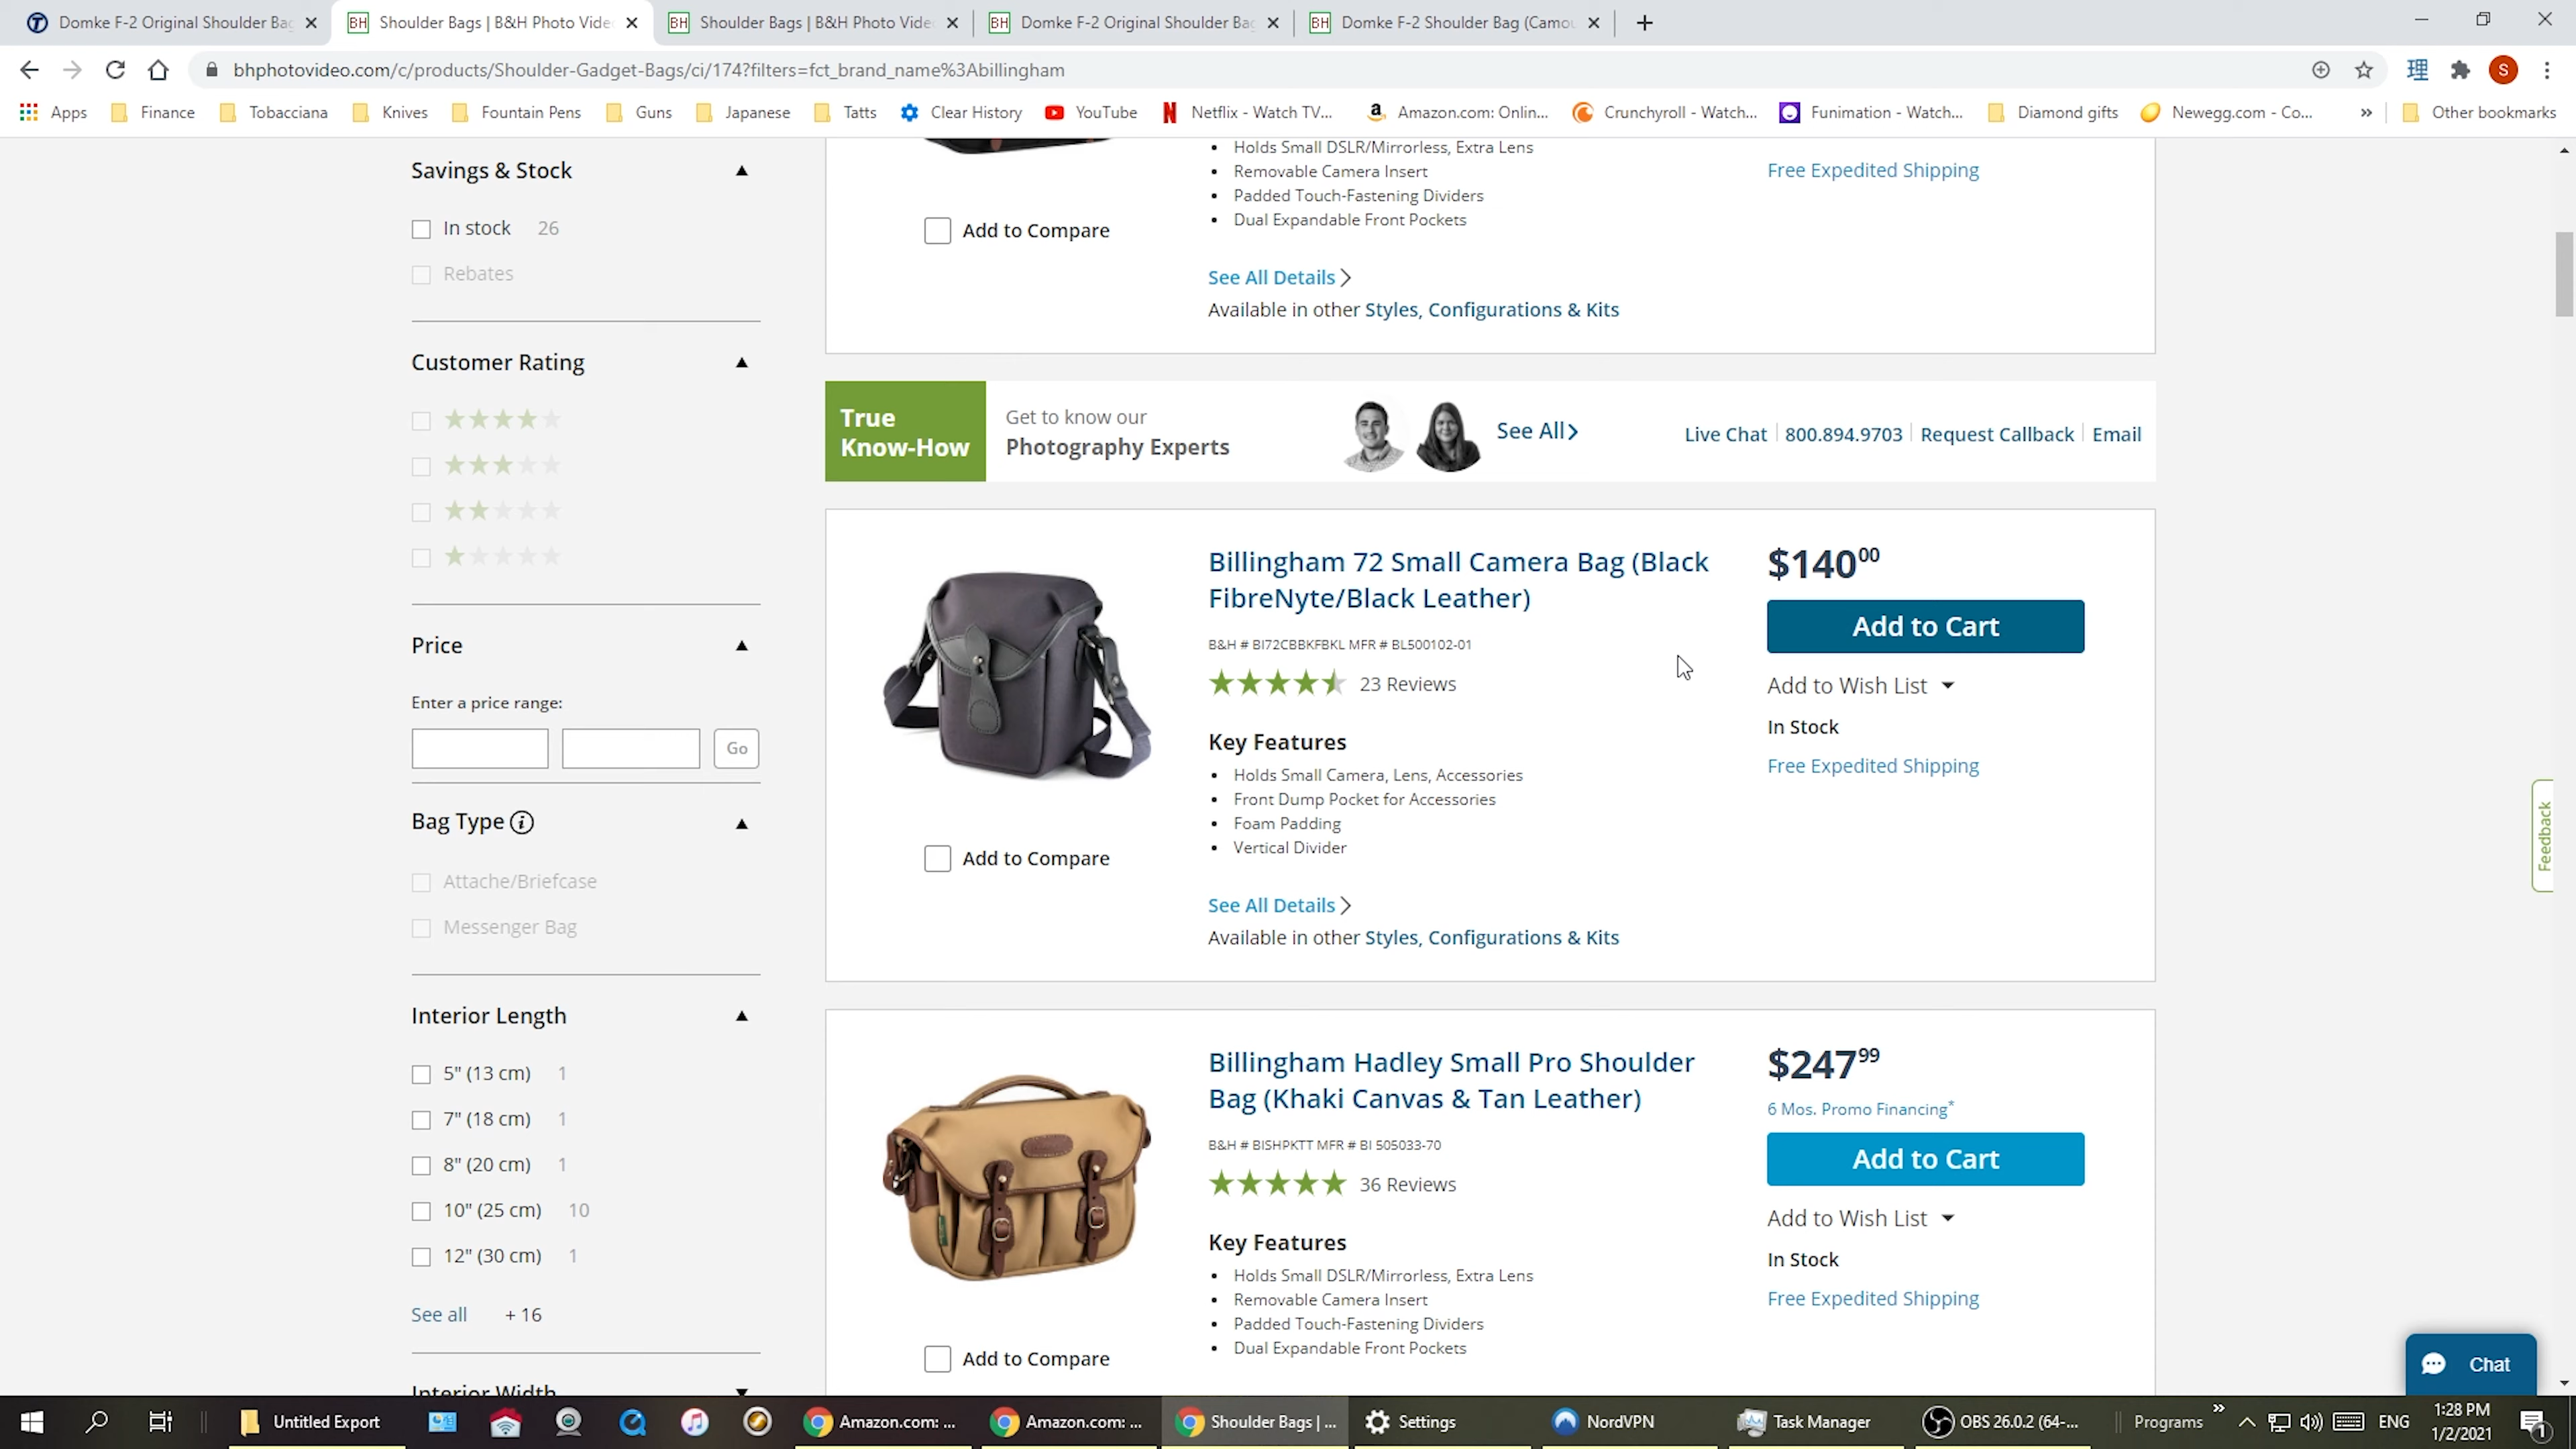 Domke F-2 Original Shoulder Bag
Shoulder Bags | B&H Photo Vide
BH Shoulder Bags | B&H Photo Vide
BH Domke F-2 Original Shoulder Bag
BH Domke F-2 Shoulder Bag (Camou
bhphotovideo.com/c/products/Shoulder-Gadget-Bags/ci/174?filters=fct_brand_name%3Abillingham
理
S
Apps Finance Tobacciana Knives Fountain Pens Guns Japanese Tatts Clear History YouTube Netflix - Watch TV... Amazon.com: Onlin... Crunchyroll - Watch... Funimation - Watch... Diamond gifts Newegg.com - Co... » Other bookmarks
Savings & Stock
In stock 26
Rebates
Customer Rating
Price
Enter a price range:
Go
Bag Type
Attache/Briefcase
Messenger Bag
Interior Length
5" (13 cm) 1
7" (18 cm) 1
8" (20 cm) 1
10" (25 cm) 10
12" (30 cm) 1
See all + 16
Interior Width
Holds Small DSLR/Mirrorless, Extra Lens
Removable Camera Insert
Padded Touch-Fastening Dividers
Dual Expandable Front Pockets
Add to Compare
See All Details
Available in other Styles, Configurations & Kits
Free Expedited Shipping
True
Know-How
Get to know our
Photography Experts
See All
Live Chat 800.894.9703 Request Callback Email
Billingham 72 Small Camera Bag (Black
FibreNyte/Black Leather)
B&H # BI72CBBKFBKL MFR # BL500102-01
23 Reviews
Key Features
Holds Small Camera, Lens, Accessories
Front Dump Pocket for Accessories
Foam Padding
Vertical Divider
Add to Compare
See All Details
Available in other Styles, Configurations & Kits
$140 00
Add to Cart
Add to Wish List
In Stock
Free Expedited Shipping
Feedback
Billingham Hadley Small Pro Shoulder
Bag (Khaki Canvas & Tan Leather)
B&H # BISHPKTT MFR # BI 505033-70
36 Reviews
Key Features
Holds Small DSLR/Mirrorless, Extra Lens
Removable Camera Insert
Padded Touch-Fastening Dividers
Dual Expandable Front Pockets
Add to Compare
$247 99
6 Mos. Promo Financing*
Add to Cart
Add to Wish List
In Stock
Free Expedited Shipping
Chat
Untitled Export Amazon.com: ... Amazon.com: ... Shoulder Bags | ... Settings NordVPN Task Manager OBS 26.0.2 (64-... Programs » ENG
1:28 PM
1/2/2021
1